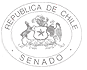 REPUBLICA DE CHILE
SENADO